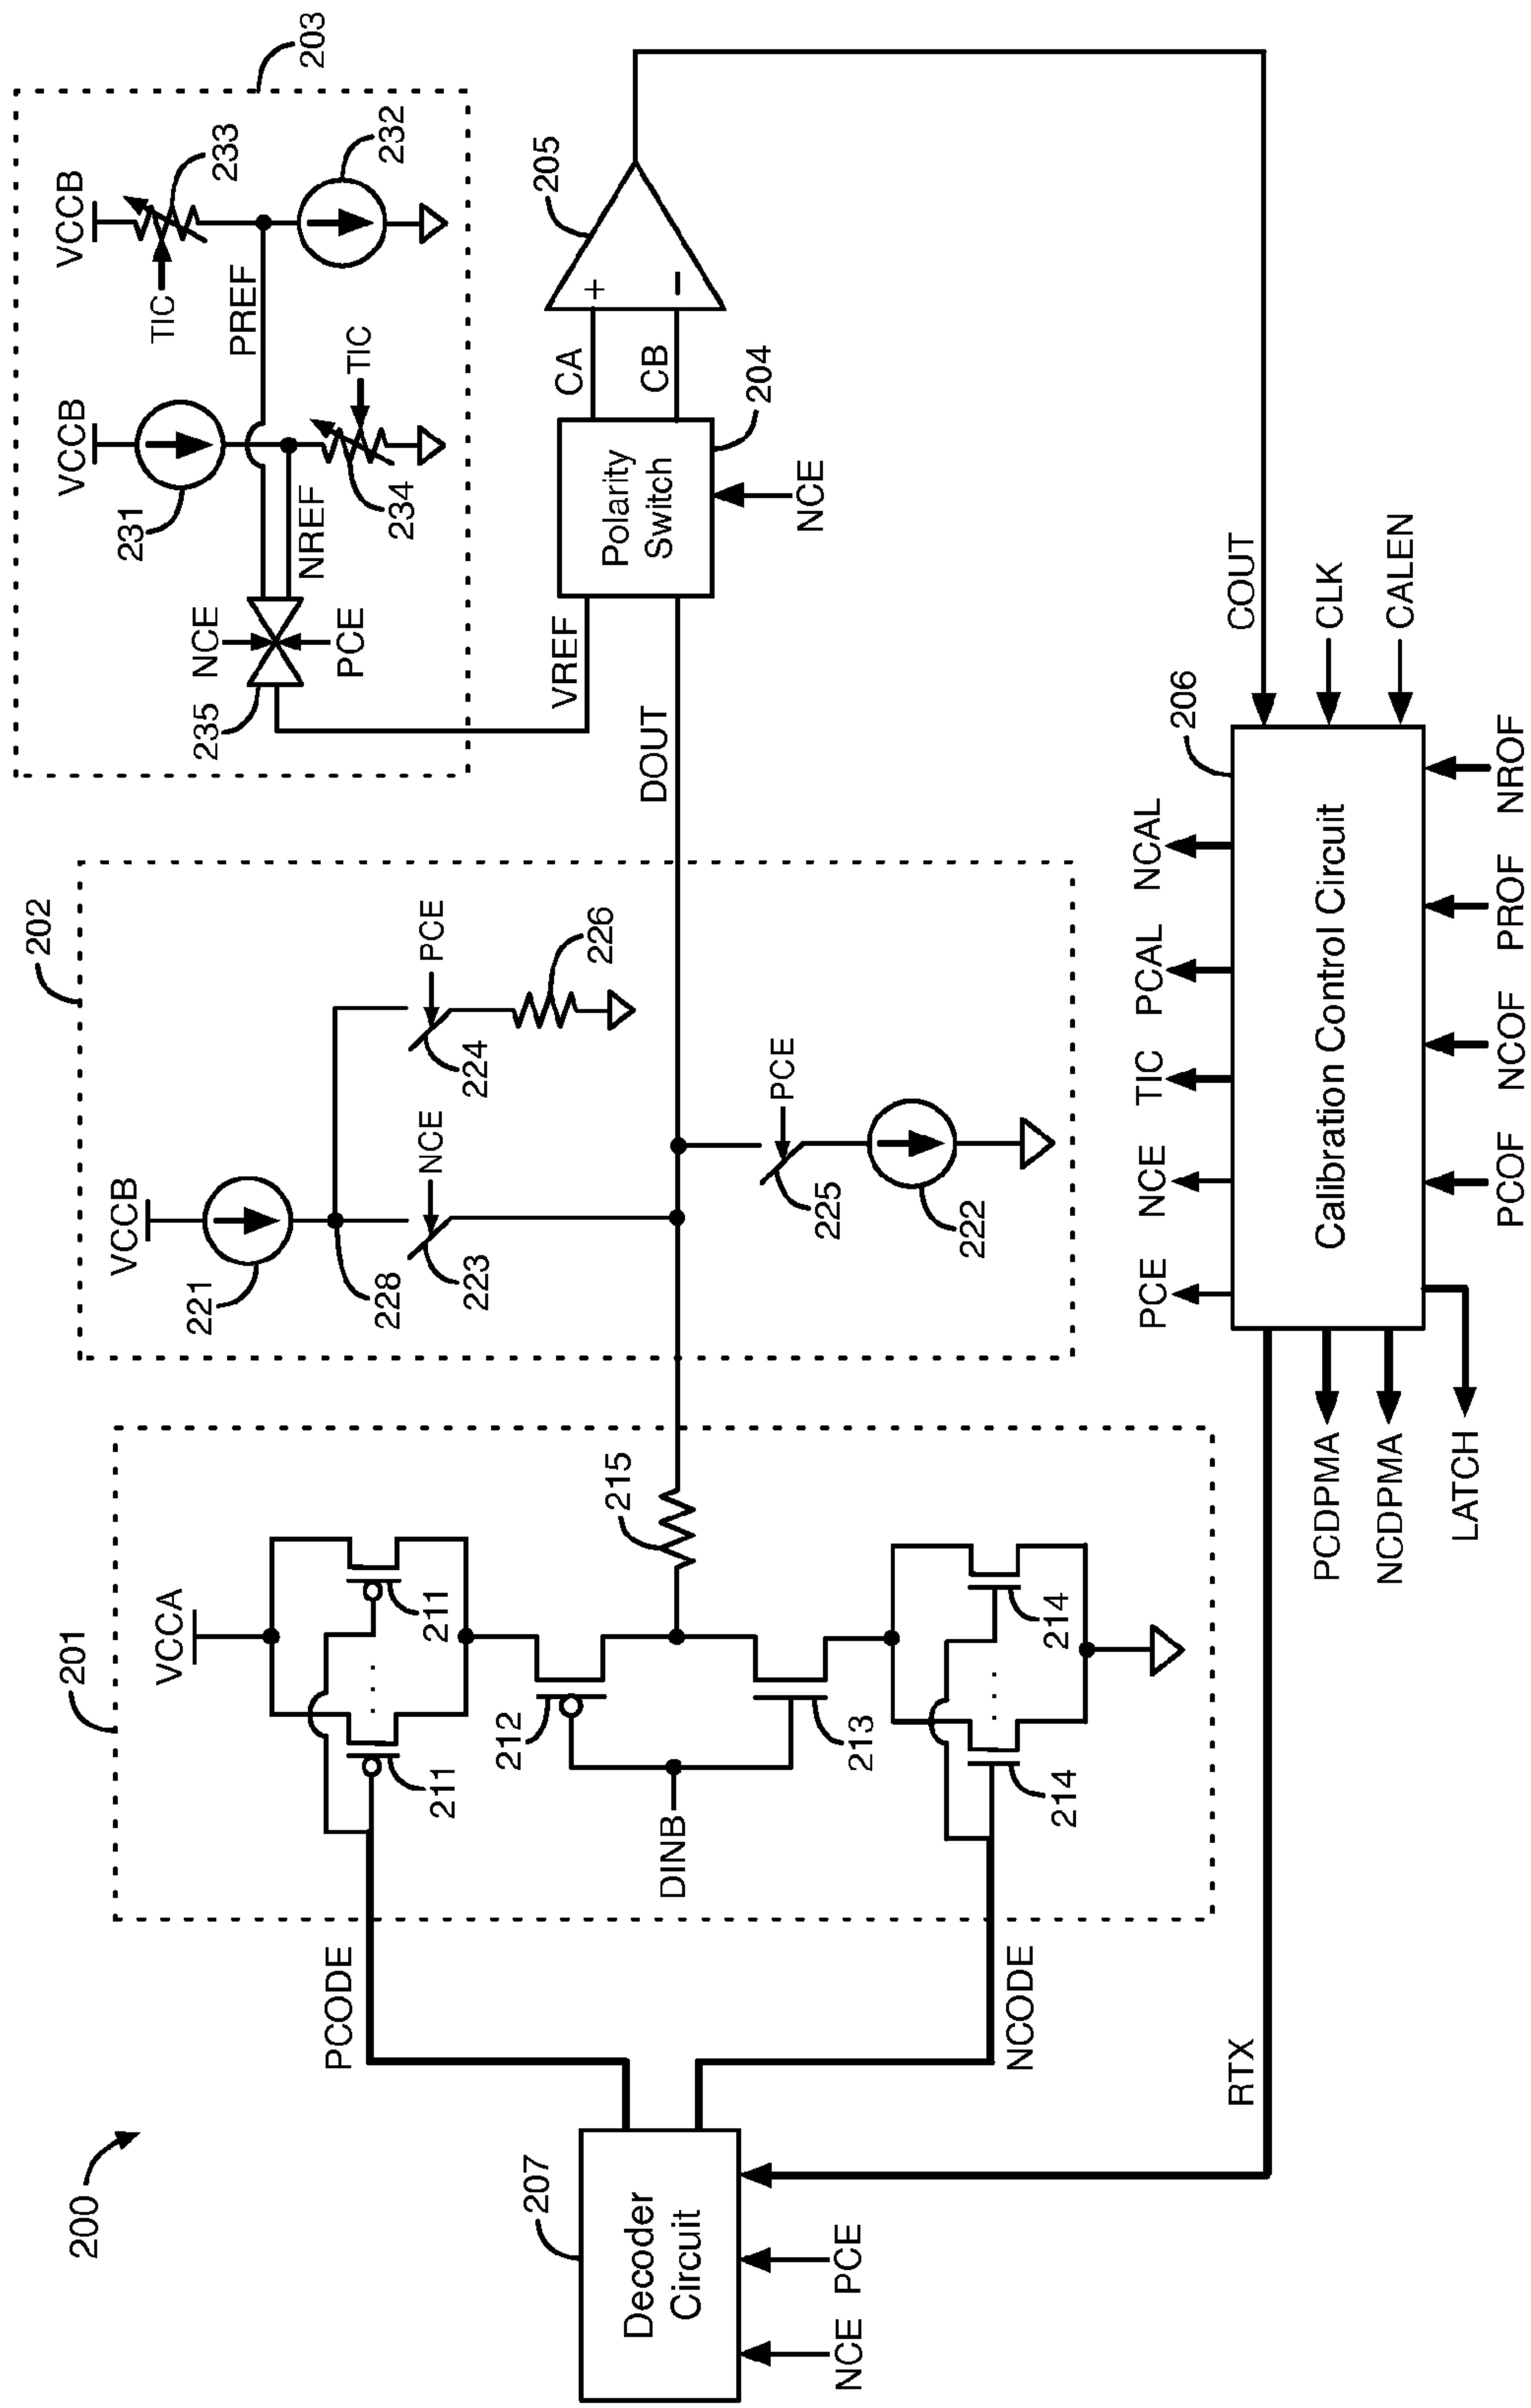 200
201
VCCA
211
211
212
213
DINB
214
214
215
PCODE
NCODE
207
Decoder
Circuit
NCE
PCE
RTX
202
VCCB
221
228
223
NCE
224
PCE
226
225
PCE
222
DOUT
203
VCCB
231
VCCB
233
TIC
232
PREF
NREF
TIC
234
NCE
PCE
235
VREF
Polarity
Switch
204
NCE
CA
CB
+
−
205
COUT
CLK
CALEN
206
Calibration Control Circuit
PCE
NCE
TIC
PCAL
NCAL
PCOF
NCOF
PROF
NROF
PCDPMA
NCDPMA
LATCH